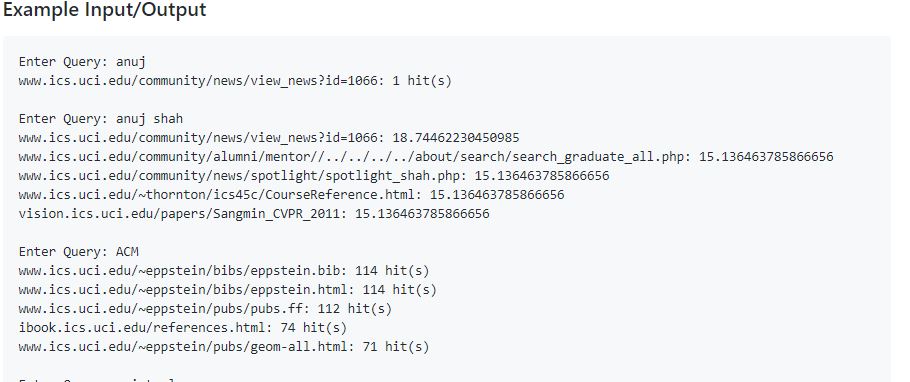 Example Input/Output
Enter Query: anuj
www.ics.uci.edu/community/news/view_news?id=1066: 1 hit(s)
Enter Query: anuj shah
www.ics.uci.edu/community/news/view_news?id=1066: 18.74462230450985
www.ics.uci.edu/community/alumni/mentor//../../../../about/search/search_graduate_all.php: 15.136463785866656
www.ics.uci.edu/community/news/spotlight/spotlight_shah.php: 15.136463785866656
www.ics.uci.edu/~thornton/ics45c/CourseReference.html: 15.136463785866656
vision.ics.uci.edu/papers/Sangmin_CVPR_2011: 15.136463785866656
Enter Query: ACM
www.ics.uci.edu/~eppstein/bibs/eppstein.bib: 114 hit(s)
www.ics.uci.edu/~eppstein/bibs/eppstein.html: 114 hit(s)
www.ics.uci.edu/~eppstein/pubs/pubs.ff: 112 hit(s)
ibook.ics.uci.edu/references.html: 74 hit(s)
www.ics.uci.edu/~eppstein/pubs/geom-all.html: 71 hit(s)